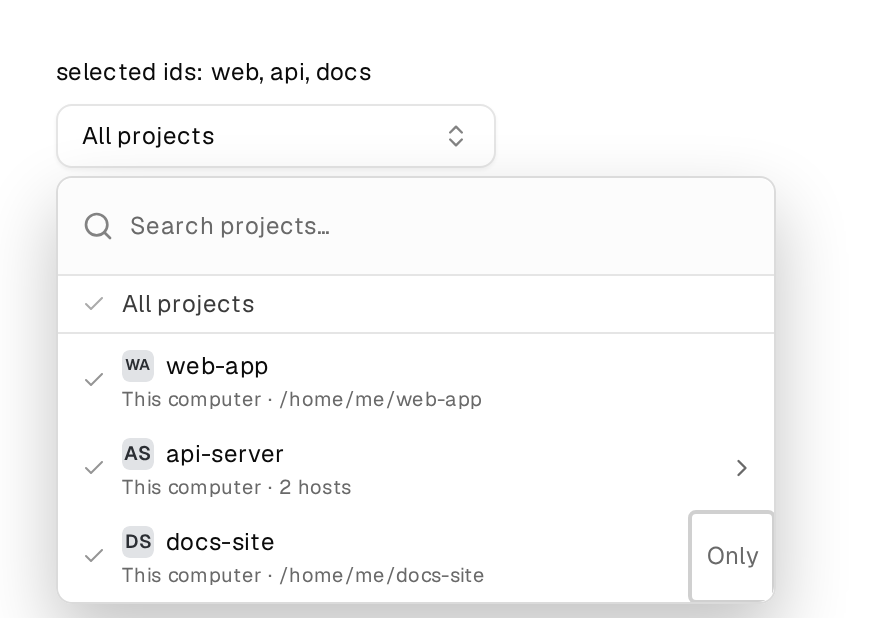 selected ids: web, api, docs
All projects
Search projects…
All projects
WA web-app
This computer · /home/me/web-app
AS api-server
This computer · 2 hosts
DS docs-site
This computer · /home/me/docs-site
Only